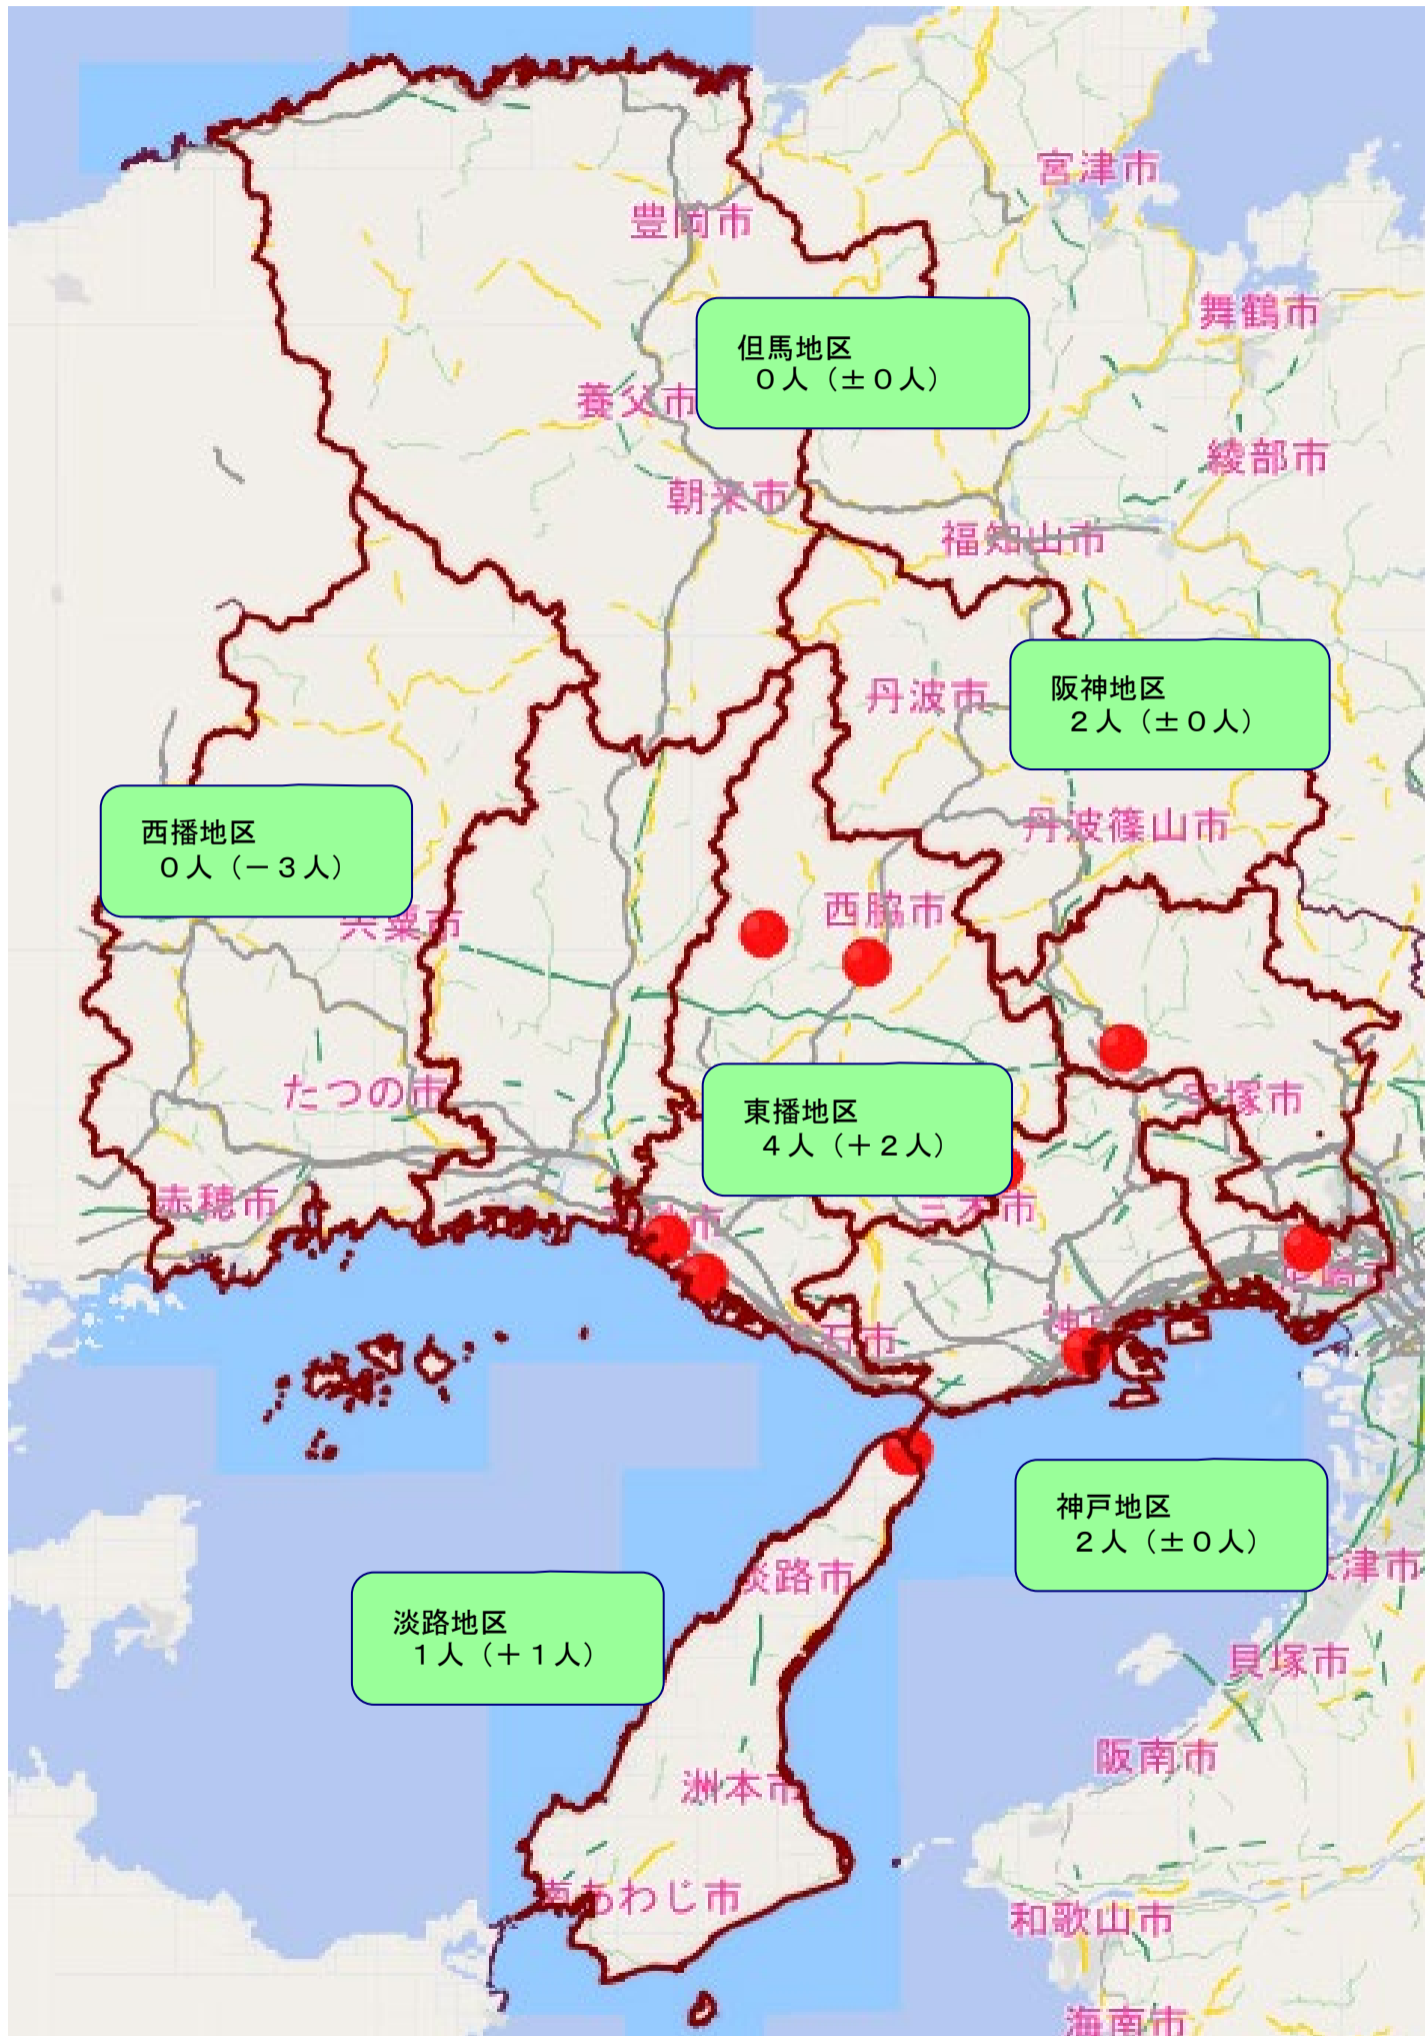 宮津市
豊岡市
舞鶴市
但馬地区
0人（±0人）
養父市
綾部市
朝来市
福知山市
丹波市
阪神地区
2人（±0人）
丹波篠山市
西播地区
0人（－3人）
西脇市
宍粟市
たつの市
宝塚市
東播地区
4人（＋2人）
赤穂市
三木市
神戸地区
2人（±0人）
淡路市
津市
淡路地区
1人（＋1人）
貝塚市
阪南市
洲本市
南あわじ市
和歌山市
海南市